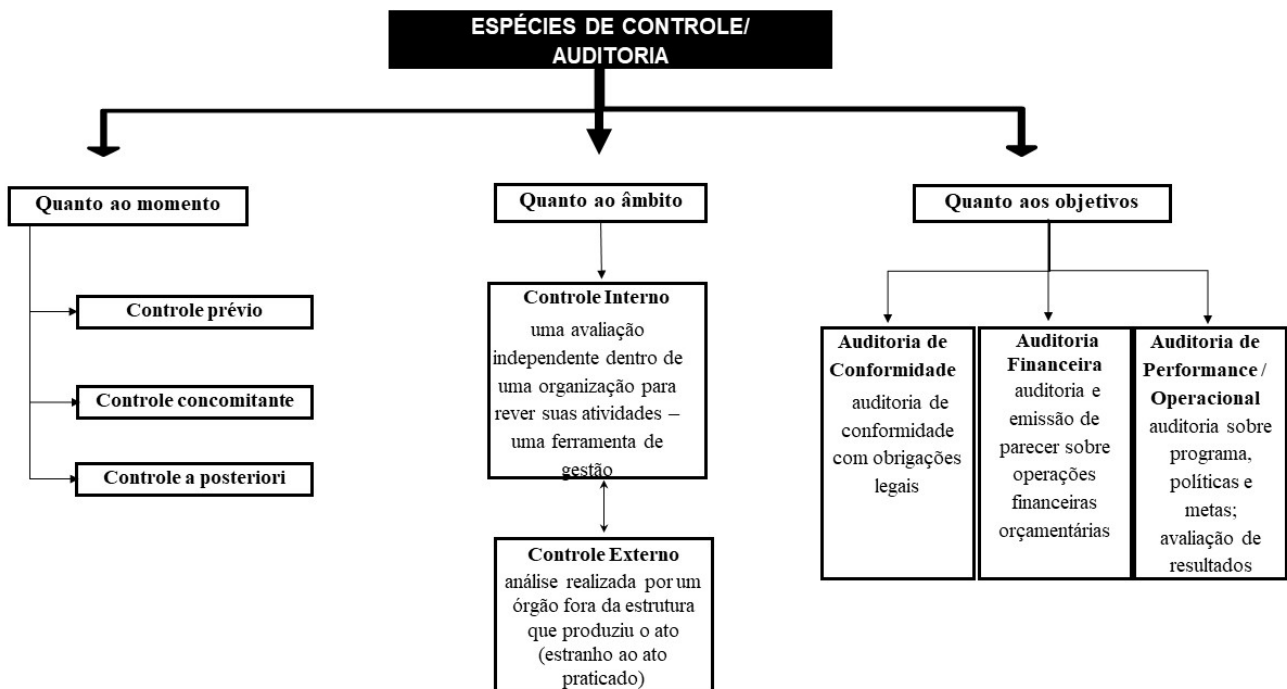 ESPÉCIES DE CONTROLE/
AUDITORIA
Quanto ao momento
Controle prévio
Controle concomitante
Controle a posteriori
Quanto ao âmbito
Controle Interno
uma avaliação
independente dentro de
uma organização para
rever suas atividades –
uma ferramenta de
gestão
Controle Externo
análise realizada por um
órgão fora da estrutura
que produziu o ato
(estranho ao ato
praticado)
Quanto aos objetivos
Auditoria de
Conformidade
auditoria de
conformidade
com obrigações
legais
Auditoria
Financeira
auditoria e
emissão de
parecer sobre
operações
financeiras
orçamentárias
Auditoria de
Performance /
Operacional
auditoria sobre
programa,
políticas e
metas;
avaliação de
resultados